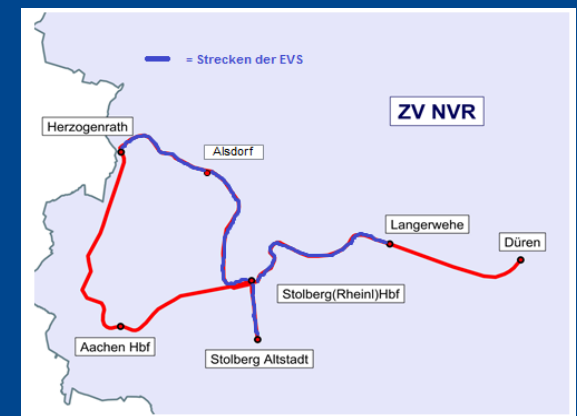 = Strecken der EVS
ZV NVR
Herzogenrath
Alsdorf
Langerwehe
Düren
Stolberg(Rheinl)Hbf
Aachen Hbf
Stolberg Altstadt